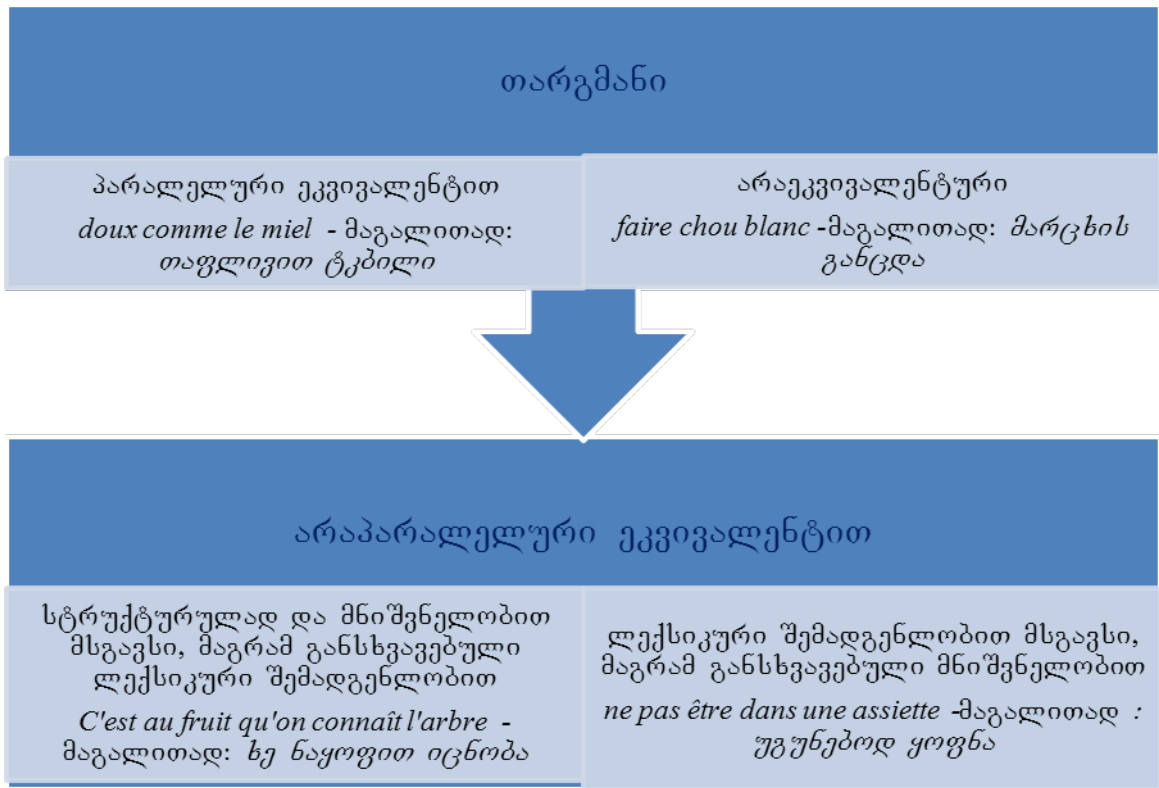 თარგმანი
პარალელური ეკვივალენტით
doux comme le miel - მაგალითად:
თაფლივით ტკბილი
არაეკვივალენტური
faire chou blanc -მაგალითად: მარცხის
განცდა
არაპარალელური ეკვივალენტით
სტრუქტურულად და მნიშვნელობით
მსგავსი, მაგრამ განსხვავებული
ლექსიკური შემადგენლობით
C'est au fruit qu'on connaît l'arbre -
მაგალითად: ხე ნაყოფით იცნობა
ლექსიკური შემადგენლობით მსგავსი,
მაგრამ განსხვავებული მნიშვნელობით
ne pas être dans une assiette -მაგალითად :
უგუნებოდ ყოფნა